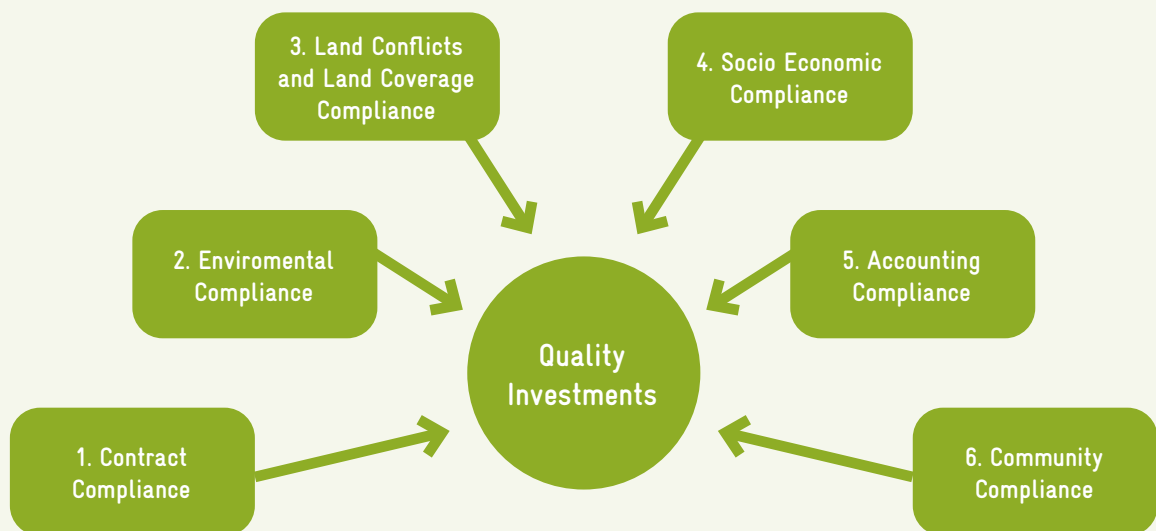 3. Land Conflicts
and Land Coverage
Compliance
4. Socio Economic
Compliance
2. Enviromental
Compliance
5. Accounting
Compliance
Quality
Investments
1. Contract
Compliance
6. Community
Compliance